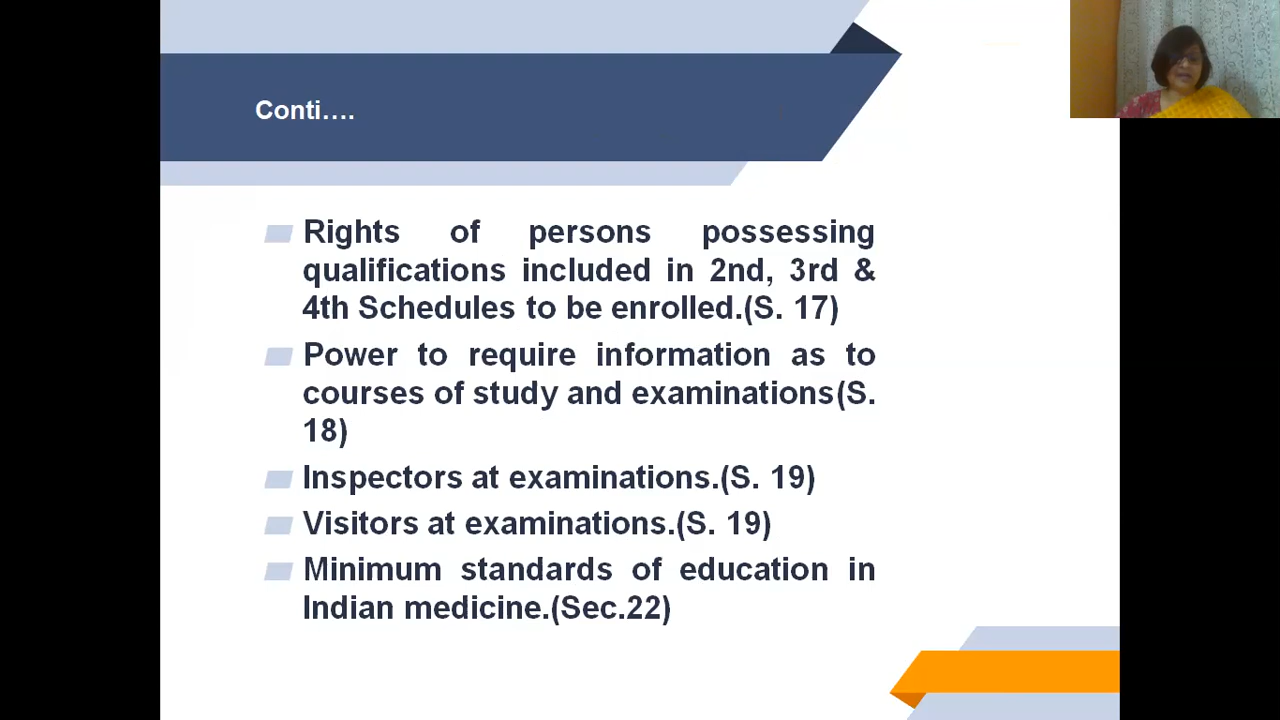 Conti….
Rights of persons possessing
qualifications included in 2nd, 3rd &
4th Schedules to be enrolled.(S. 17)
Power to require information as to
courses of study and examinations(S.
18)
Inspectors at examinations.(S. 19)
Visitors at examinations.(S. 19)
Minimum standards of education in
Indian medicine.(Sec.22)